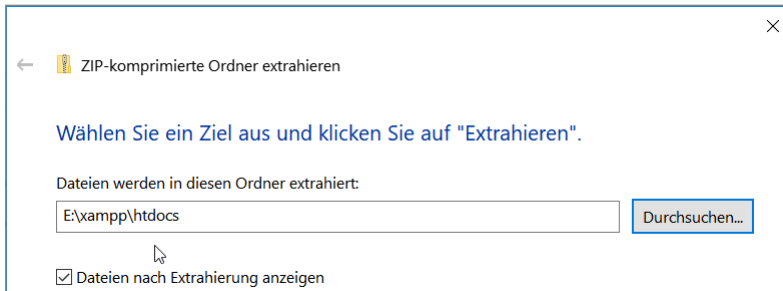 ZIP-komprimierte Ordner extrahieren
Wählen Sie ein Ziel aus und klicken Sie auf "Extrahieren".
Dateien werden in diesen Ordner extrahiert:
E:\xampp\htdocs
Durchsuchen...
Dateien nach Extrahierung anzeigen